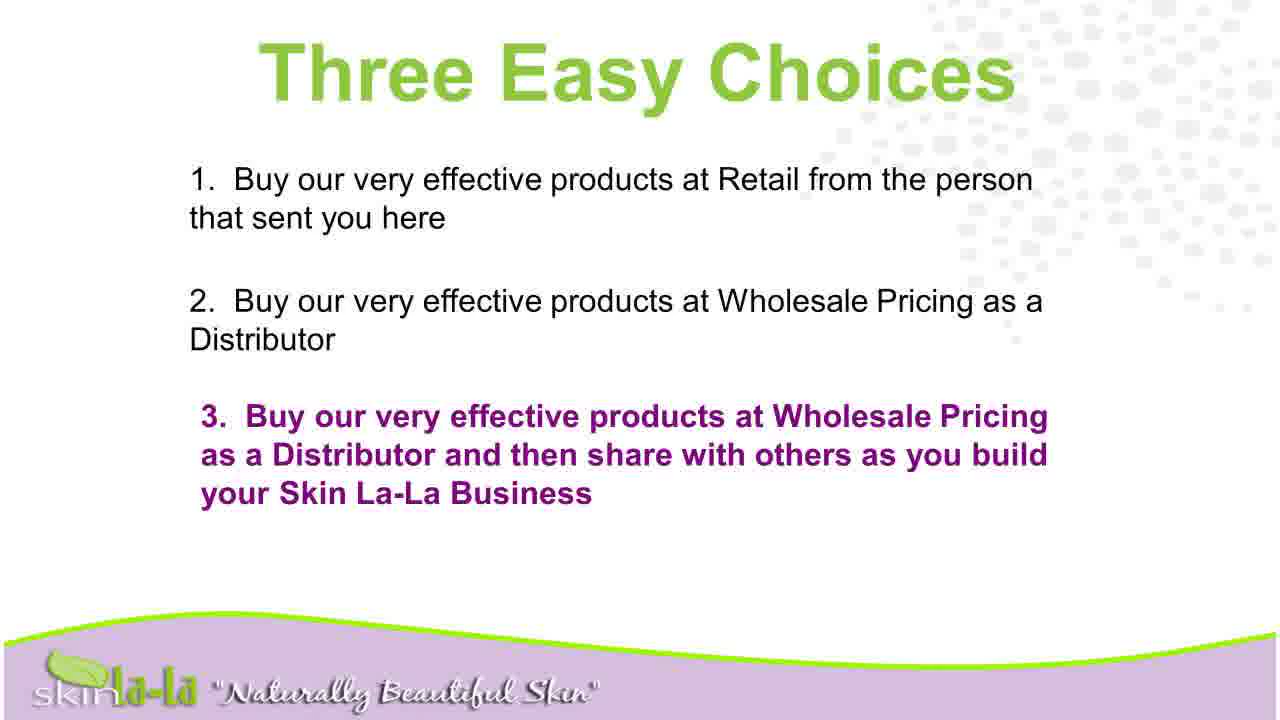 Three Easy Choices
1.  Buy our very effective products at Retail from the person
that sent you here
2.  Buy our very effective products at Wholesale Pricing as a
Distributor
3.  Buy our very effective products at Wholesale Pricing
as a Distributor and then share with others as you build
your Skin La-La Business
skin la-la "Naturally Beautiful Skin"